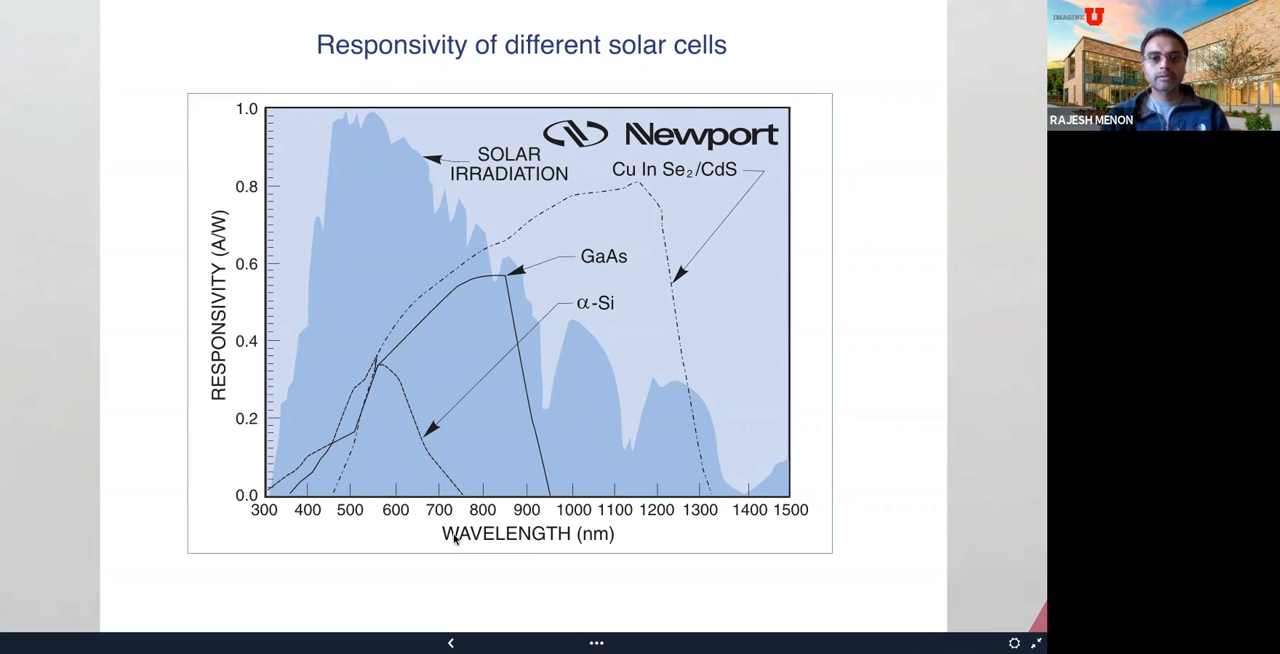 Responsivity of different solar cells
IMAGINE U
RAJESH MENON
Newport
SOLAR
IRRADIATION
Cu In Se₂/CdS
GaAs
α-Si
RESPONSIVITY (A/W)
1.0
0.8
0.6
0.4
0.2
0.0
300 400 500 600 700 800 900 1000 1100 1200 1300 1400 1500
WAVELENGTH (nm)